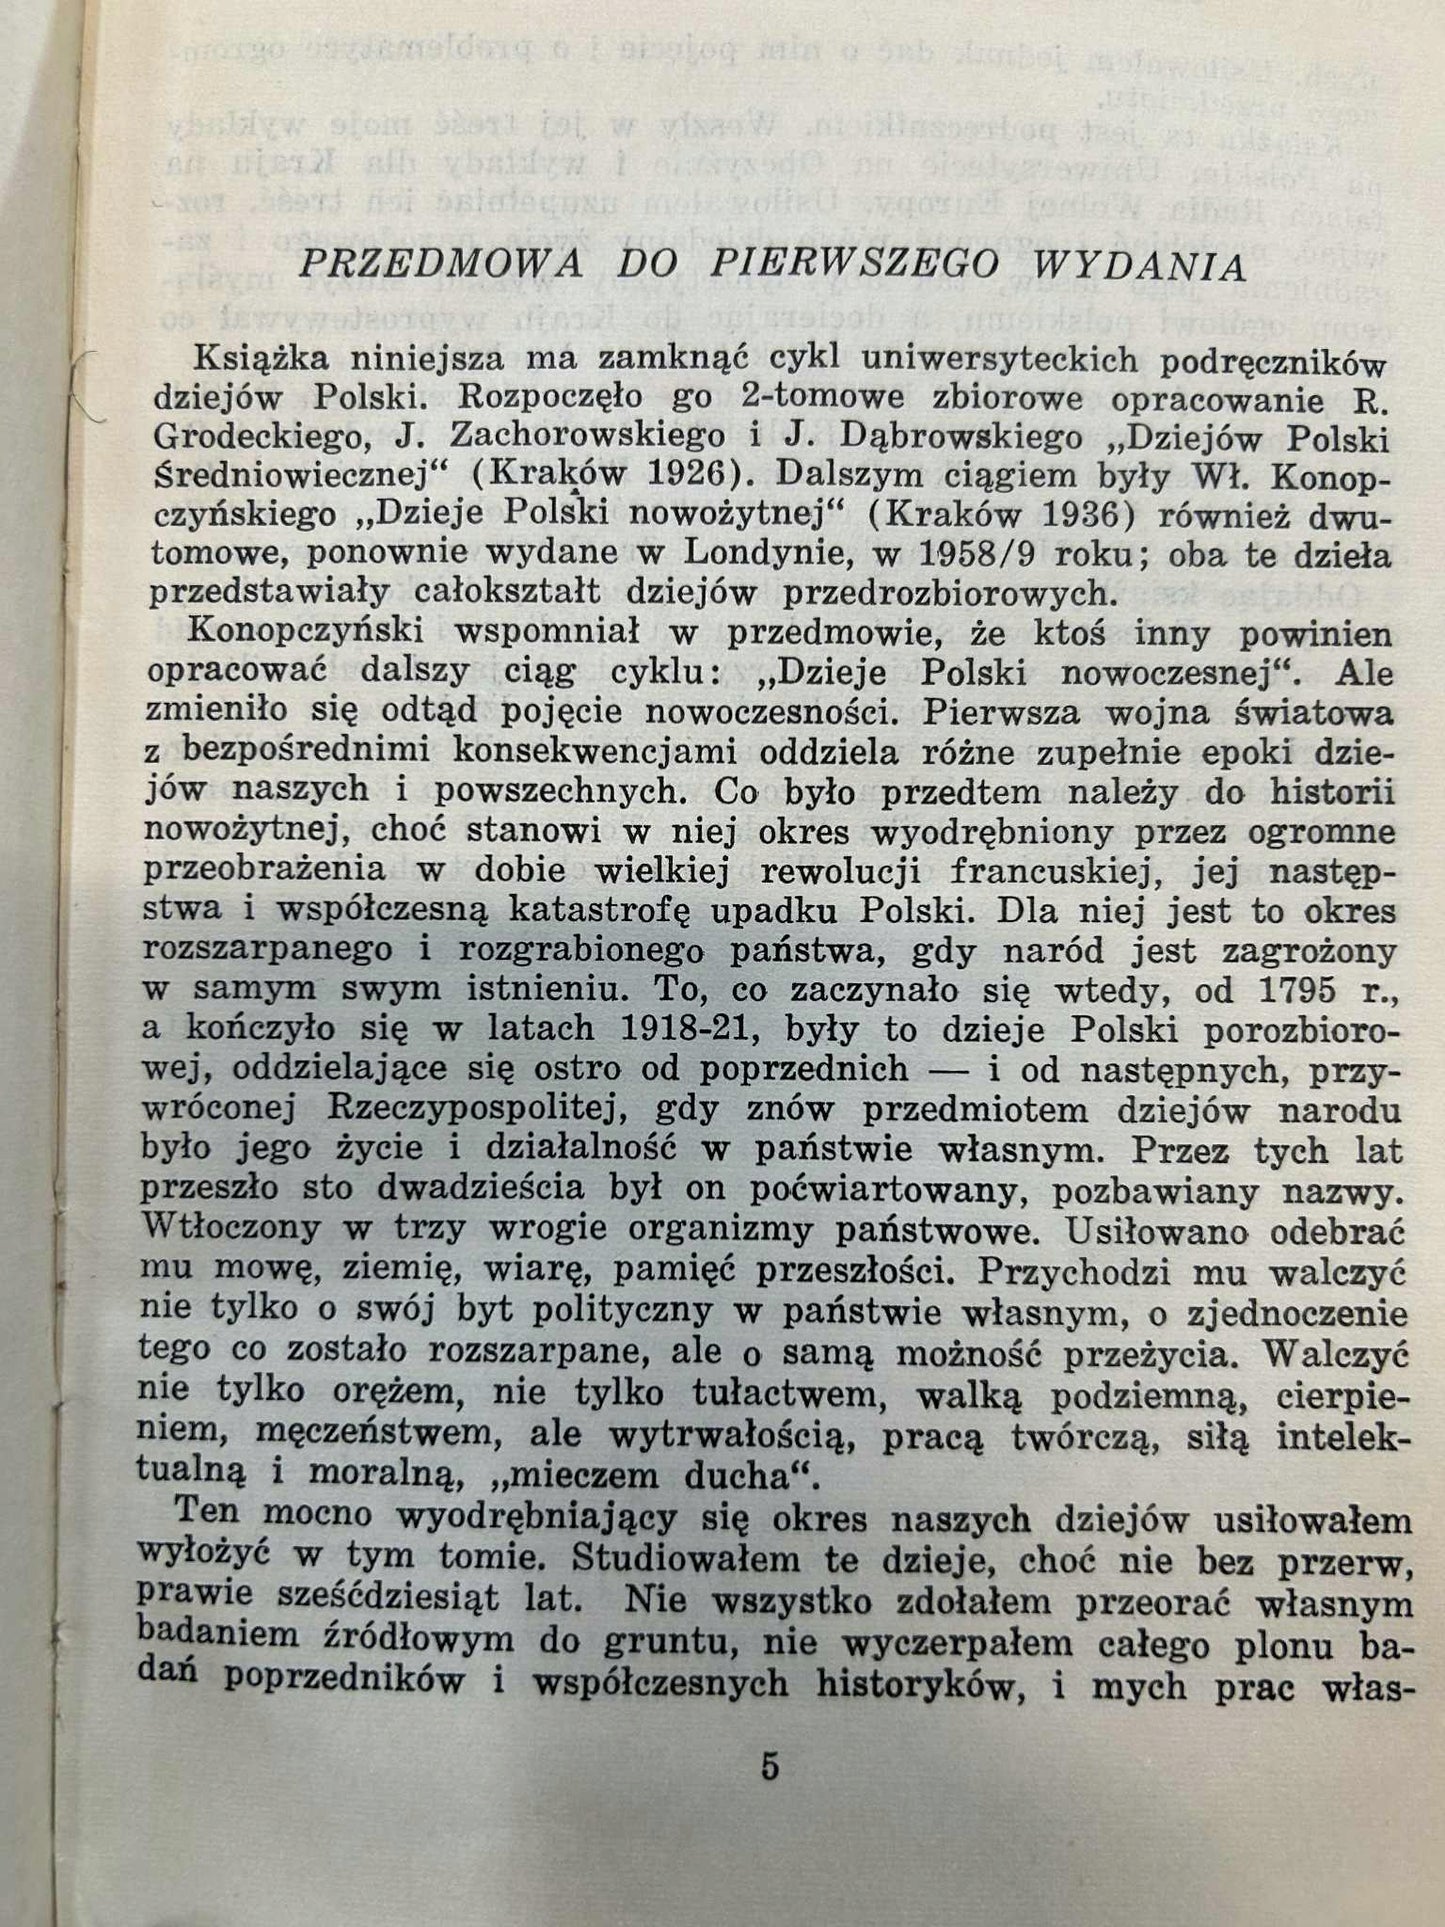 PRZEDMOWA DO PIERWSZEGO WYDANIA
Książka niniejsza ma zamknąć cykl uniwersyteckich podręczników
dziejów Polski. Rozpoczęło go 2-tomowe zbiorowe opracowanie R.
Grodeckiego, J. Zachorowskiego i J. Dąbrowskiego „Dziejów Polski
Średniowiecznej“ (Kraków 1926). Dalszym ciągiem były Wł. Konop-
czyńskiego „Dzieje Polski nowożytnej“ (Kraków 1936) również dwu-
tomowe, ponownie wydane w Londynie, w 1958/9 roku; oba te dzieła
przedstawiały całokształt dziejów przedrozbiorowych.
Konopczyński wspomniał w przedmowie, że ktoś inny powinien
opracować dalszy ciąg cyklu: „Dzieje Polski nowoczesnej“. Ale
zmieniło się odtąd pojęcie nowoczesności. Pierwsza wojna światowa
z bezpośrednimi konsekwencjami oddziela różne zupełnie epoki dzie-
jów naszych i powszechnych. Co było przedtem należy do historii
nowożytnej, choć stanowi w niej okres wyodrębniony przez ogromne
przeobrażenia w dobie wielkiej rewolucji francuskiej, jej następ-
stwa i współczesną katastrofę upadku Polski. Dla niej jest to okres
rozszarpanego i rozgrabionego państwa, gdy naród jest zagrożony
w samym swym istnieniu. To, co zaczynało się wtedy, od 1795 r.,
a kończyło się w latach 1918-21, były to dzieje Polski porozbioro-
wej, oddzielające się ostro od poprzednich — i od następnych, przy-
wróconej Rzeczypospolitej, gdy znów przedmiotem dziejów narodu
było jego życie i działalność w państwie własnym. Przez tych lat
przeszło sto dwadzieścia był on poćwiartowany, pozbawiany nazwy.
Wtłoczony w trzy wrogie organizmy państwowe. Usiłowano odebrać
mu mowę, ziemię, wiarę, pamięć przeszłości. Przychodzi mu walczyć
nie tylko o swój byt polityczny w państwie własnym, o zjednoczenie
tego co zostało rozszarpane, ale o samą możność przeżycia. Walczyć
nie tylko orężem, nie tylko tułactwem, walką podziemną, cierpie-
niem, męczeństwem, ale wytrwałością, pracą twórczą, siłą intelek-
tualną i moralną, „mieczem ducha“.
Ten mocno wyodrębniający się okres naszych dziejów usiłowałem
wyłożyć w tym tomie. Studiowałem te dzieje, choć nie bez przerw,
prawie sześćdziesiąt lat. Nie wszystko zdołałem przeorać własnym
badaniem źródłowym do gruntu, nie wyczerpałem całego plonu ba-
dań poprzedników i współczesnych historyków, i mych prac włas-
5